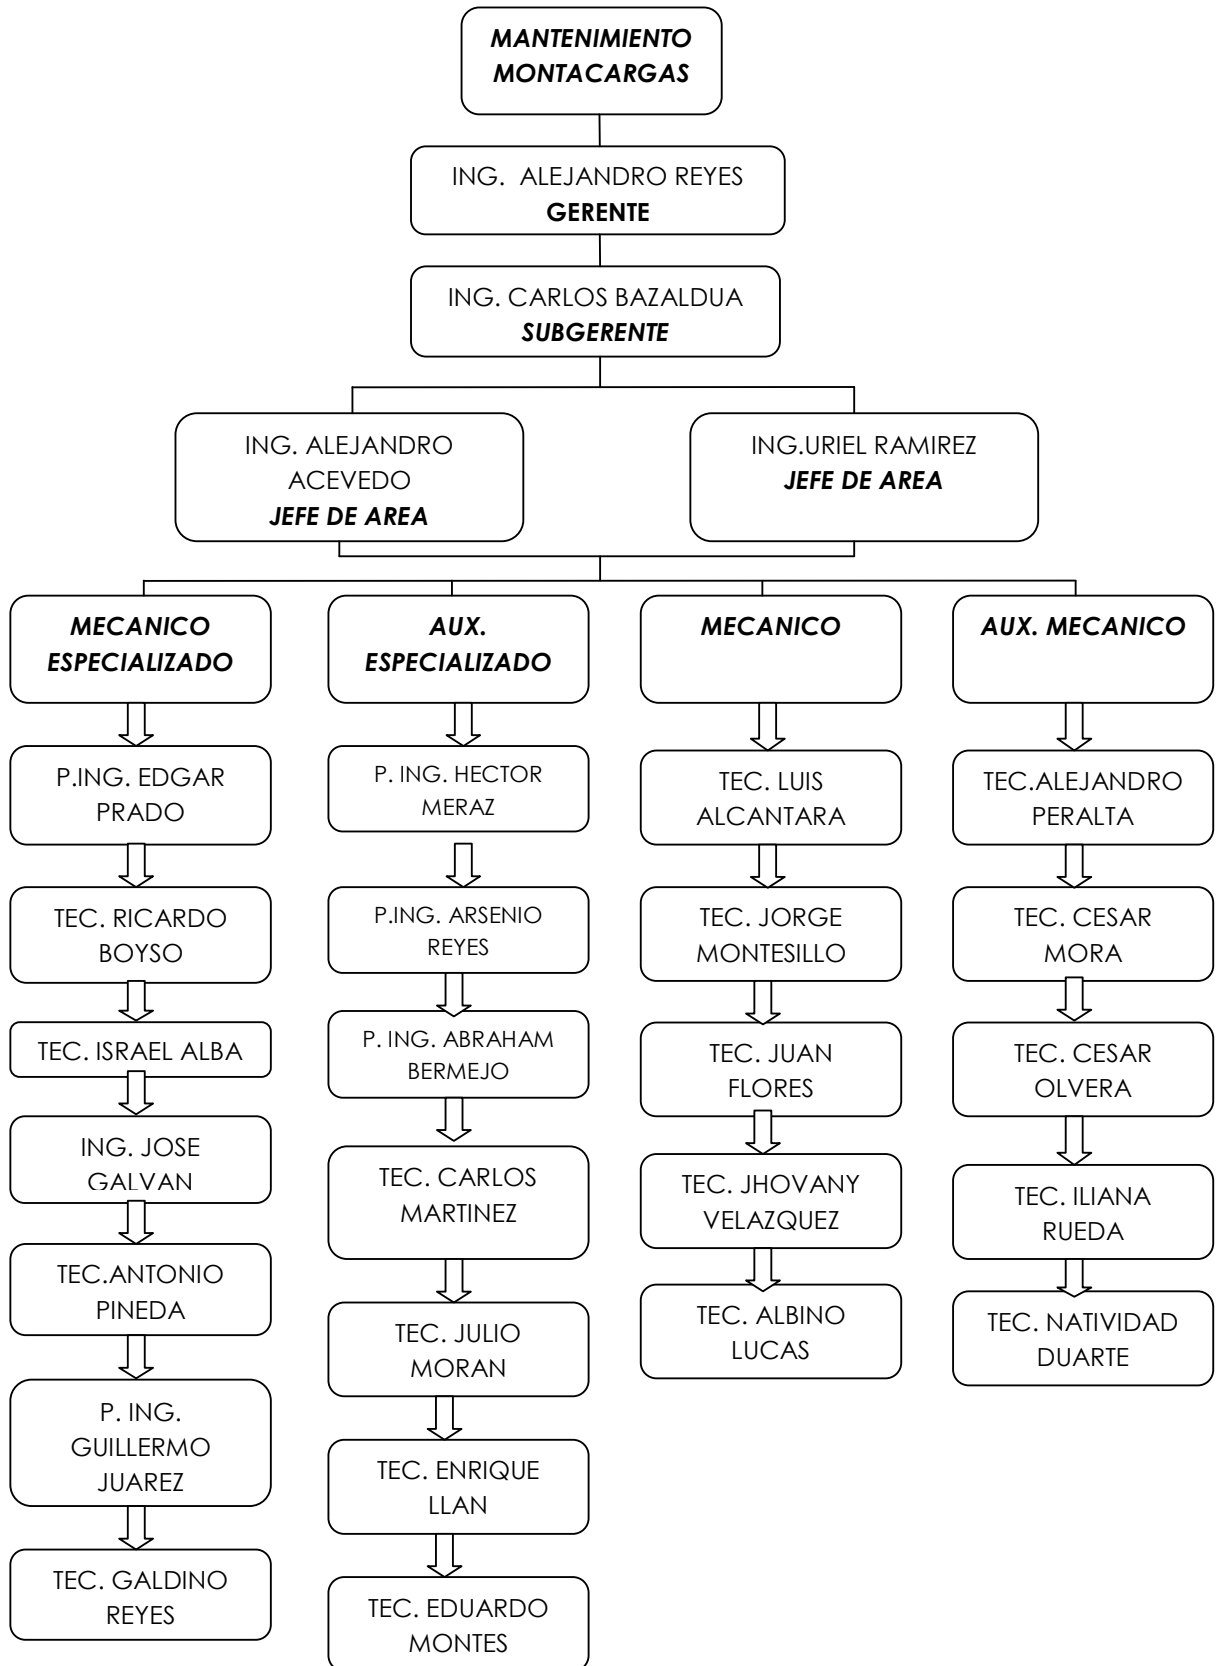 MANTENIMIENTO
MONTACARGAS
ING. ALEJANDRO REYES
GERENTE
ING. CARLOS BAZALDUA
SUBGERENTE
ING. ALEJANDRO
ACEVEDO
JEFE DE AREA
ING.URIEL RAMIREZ
JEFE DE AREA
MECANICO
ESPECIALIZADO
P.ING. EDGAR
PRADO
TEC. RICARDO
BOYSO
TEC. ISRAEL ALBA
ING. JOSE
GALVAN
TEC.ANTONIO
PINEDA
P. ING.
GUILLERMO
JUAREZ
TEC. GALDINO
REYES
AUX.
ESPECIALIZADO
P. ING. HECTOR
MERAZ
P.ING. ARSENIO
REYES
P. ING. ABRAHAM
BERMEJO
TEC. CARLOS
MARTINEZ
TEC. JULIO
MORAN
TEC. ENRIQUE
LLAN
TEC. EDUARDO
MONTES
MECANICO
TEC. LUIS
ALCANTARA
TEC. JORGE
MONTESILLO
TEC. JUAN
FLORES
TEC. JHOVANY
VELAZQUEZ
TEC. ALBINO
LUCAS
AUX. MECANICO
TEC.ALEJANDRO
PERALTA
TEC. CESAR
MORA
TEC. CESAR
OLVERA
TEC. ILIANA
RUEDA
TEC. NATIVIDAD
DUARTE